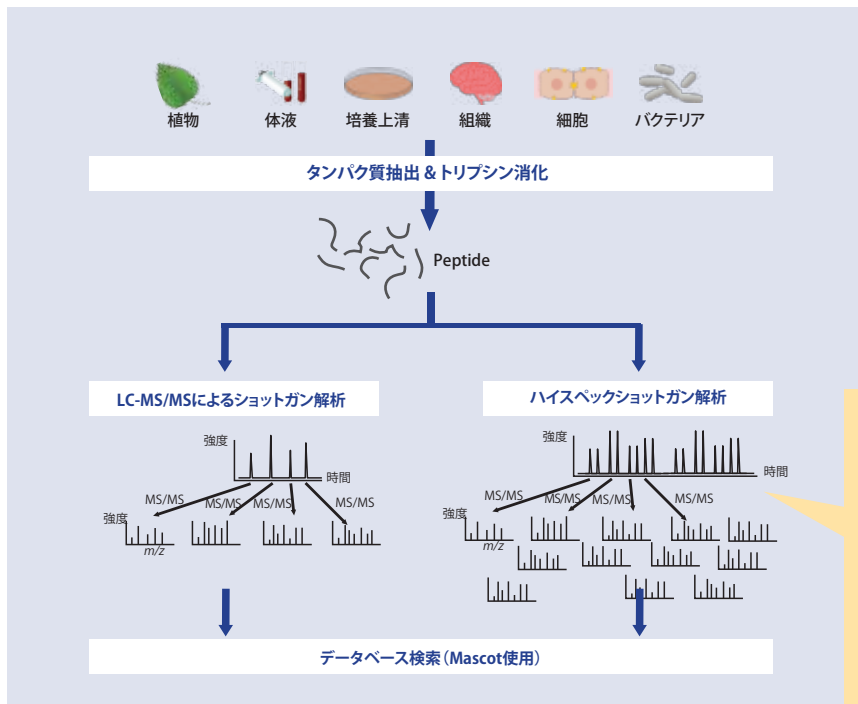 植物 体液 培養上清 組織 細胞 バクテリア
タンパク質抽出 & トリプシン消化
Peptide
LC-MS/MSによるショットガン解析
ハイスペックショットガン解析
強度
時間
MS/MS MS/MS MS/MS MS/MS
強度
m/z
強度
時間
MS/MS MS/MS MS/MS MS/MS
強度
m/z
データベース検索（Mascot使用）